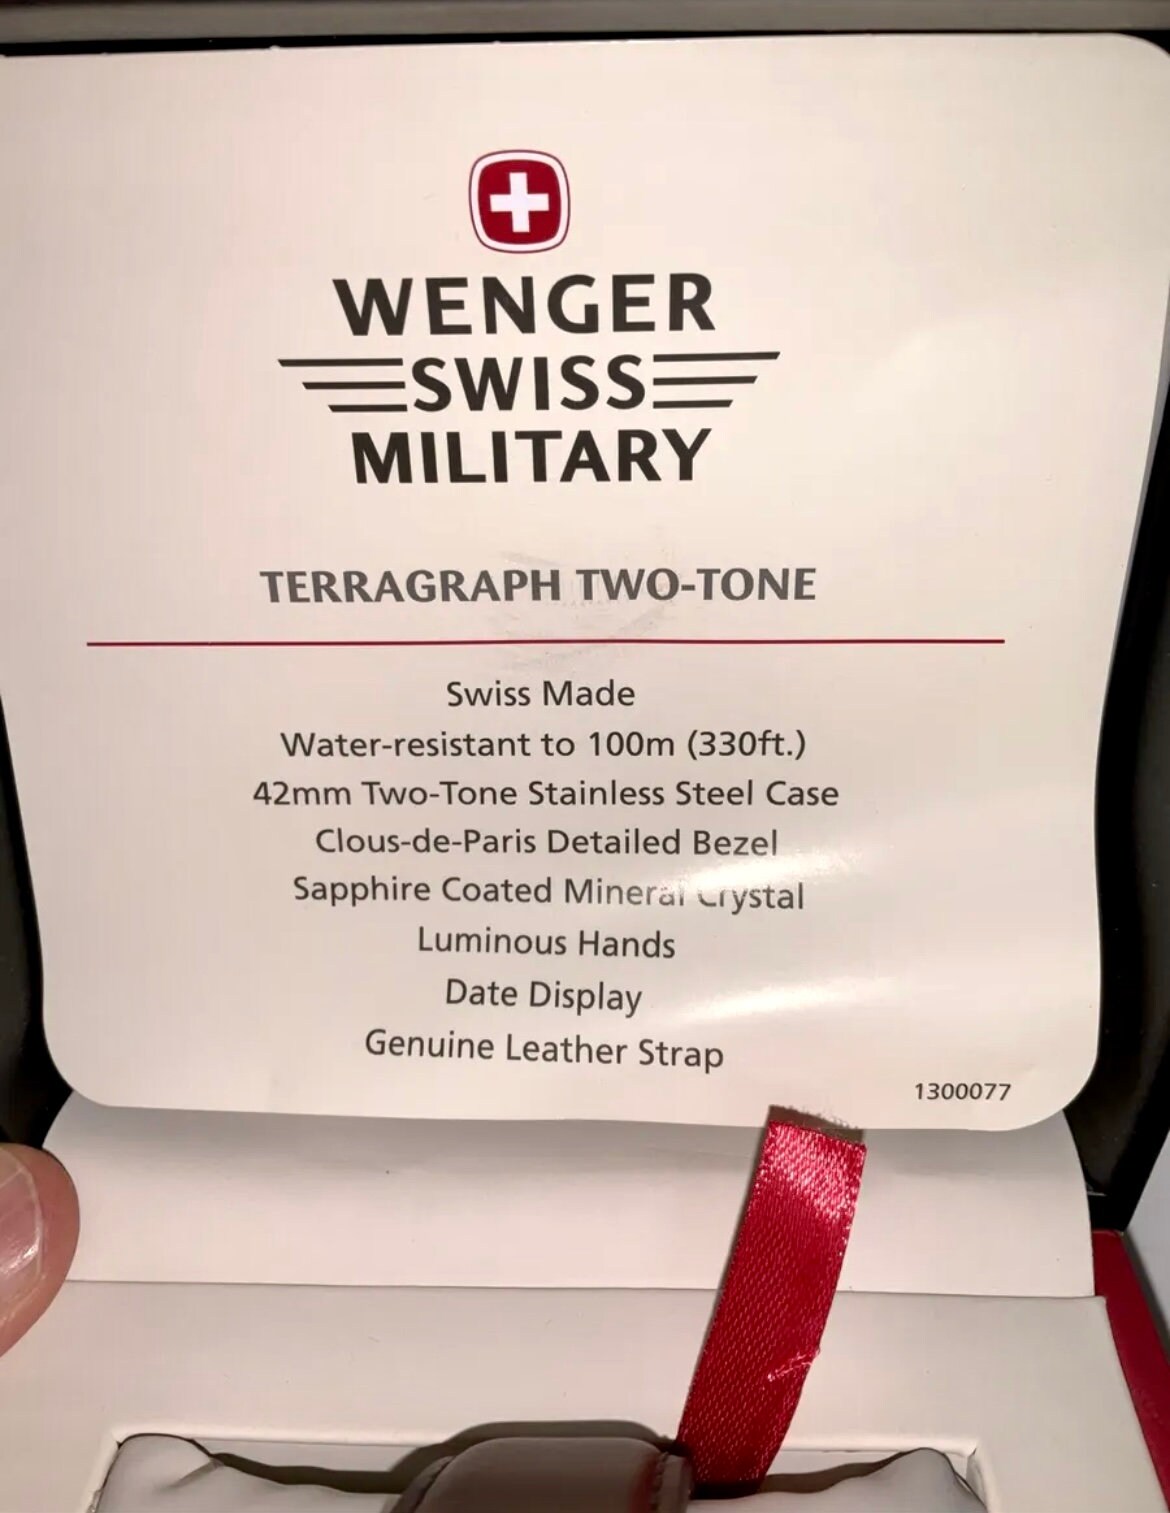 WENGER
SWISS
MILITARY
TERRAGRAPH TWO-TONE
Swiss Made
Water-resistant to 100m (330ft.)
42mm Two-Tone Stainless Steel Case
Clous-de-Paris Detailed Bezel
Sapphire Coated Mineral Crystal
Luminous Hands
Date Display
Genuine Leather Strap
1300077